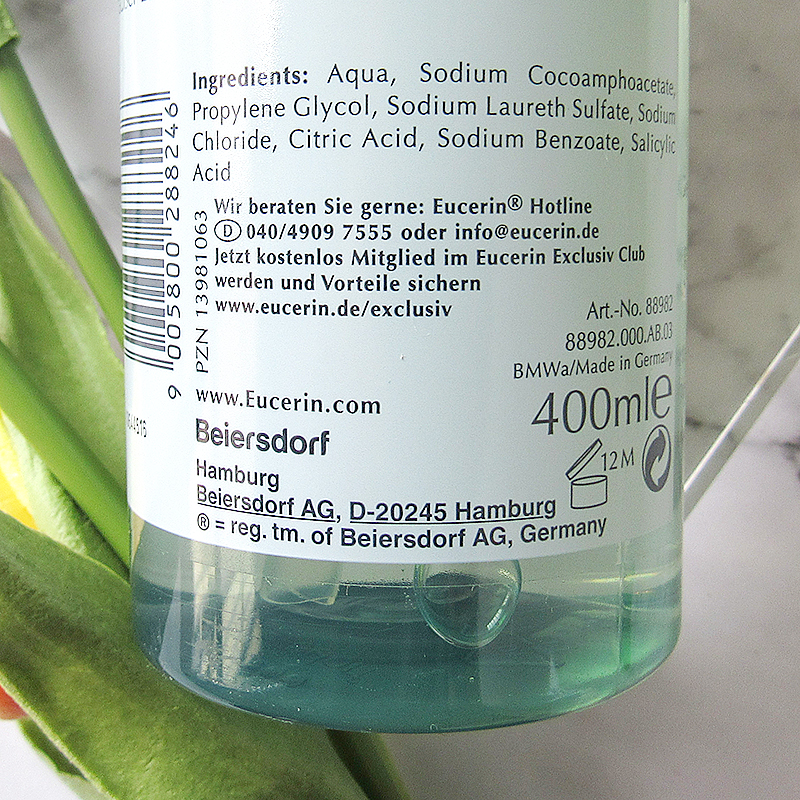 Ingredients: Aqua, Sodium Cocoamphoacetate,
Propylene Glycol, Sodium Laureth Sulfate, Sodium
Chloride, Citric Acid, Sodium Benzoate, Salicylic
Acid
Wir beraten Sie gerne: Eucerin® Hotline
D 040/4909 7555 oder info@eucerin.de
Jetzt kostenlos Mitglied im Eucerin Exclusiv Club
werden und Vorteile sichern
www.eucerin.de/exclusiv
9 005800 288246
PZN 13981063
Art.-No. 88982
88982.000.AB.03
BMWa/Made in Germany
www.Eucerin.com
400ml e
Beiersdorf
12M
Hamburg
Beiersdorf AG, D-20245 Hamburg
® = reg. tm. of Beiersdorf AG, Germany